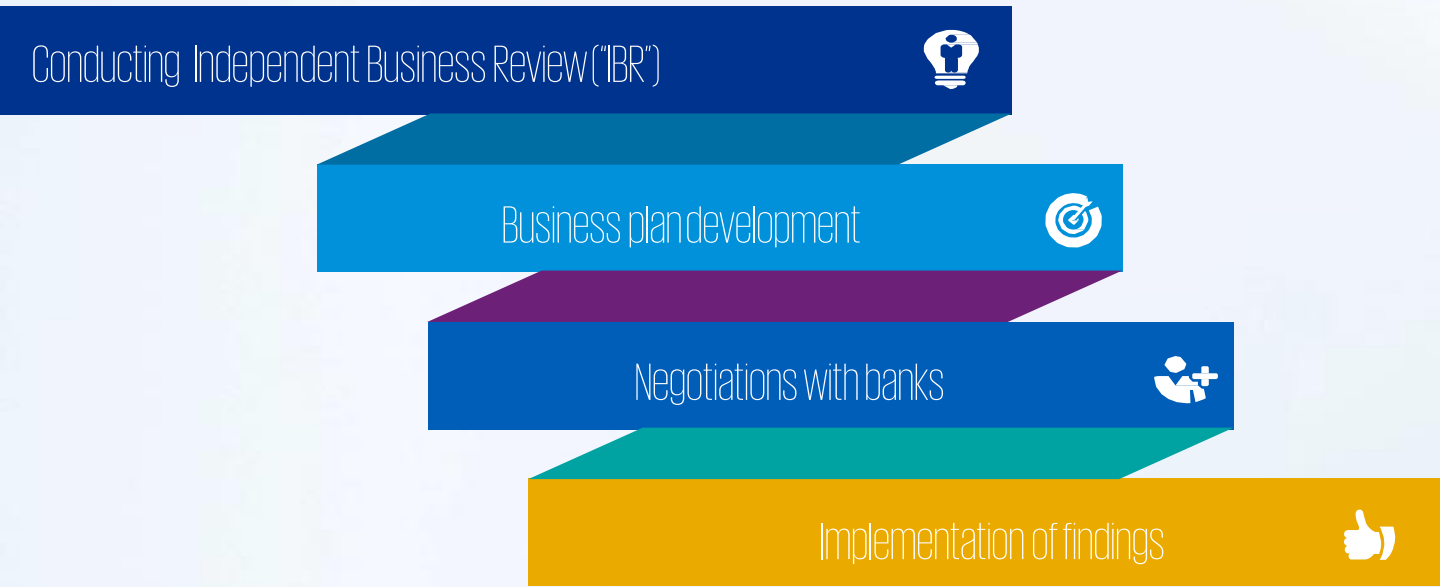 Conducting Independent Business Review ("IBR")
Business plan development
Negotiations with banks
Implementation of findings